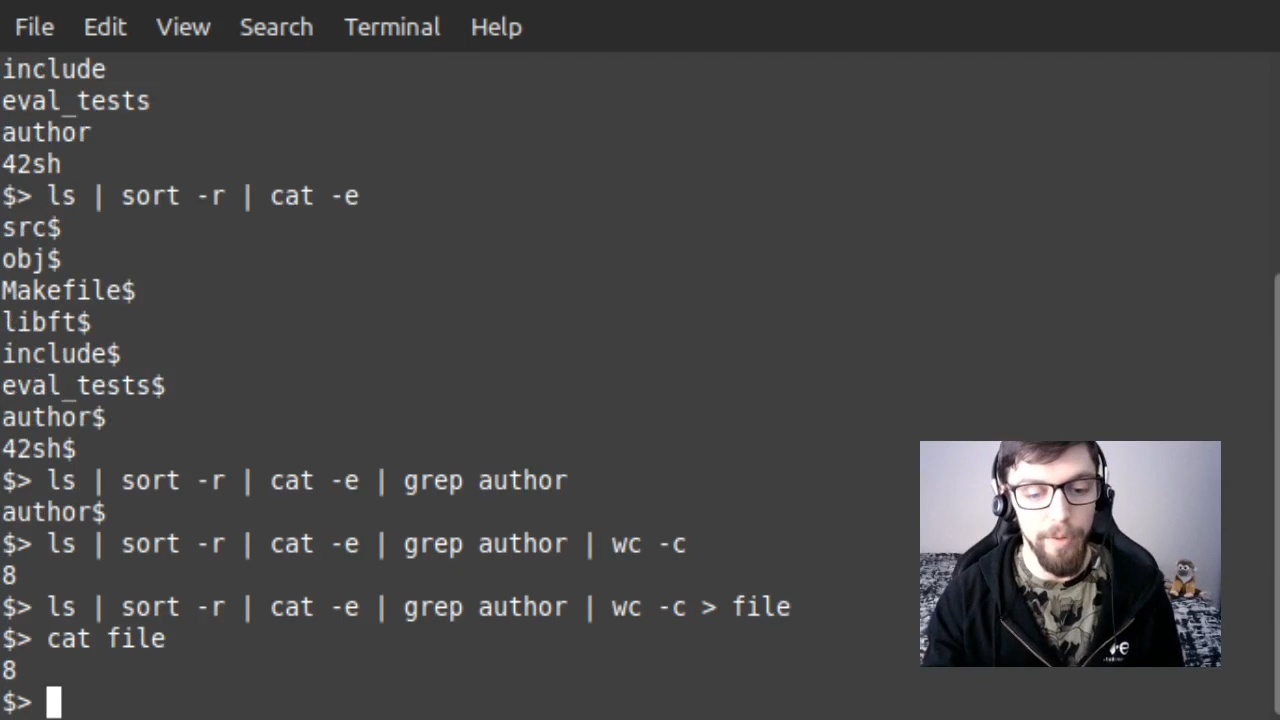 File Edit View Search Terminal Help
include
eval_tests
author
42sh
$> ls | sort -r | cat -e
src$
obj$
Makefile$
libft$
include$
eval_tests$
author$
42sh$
$> ls | sort -r | cat -e | grep author
author$
$> ls | sort -r | cat -e | grep author | wc -c
8
$> ls | sort -r | cat -e | grep author | wc -c > file
$> cat file
8
$>